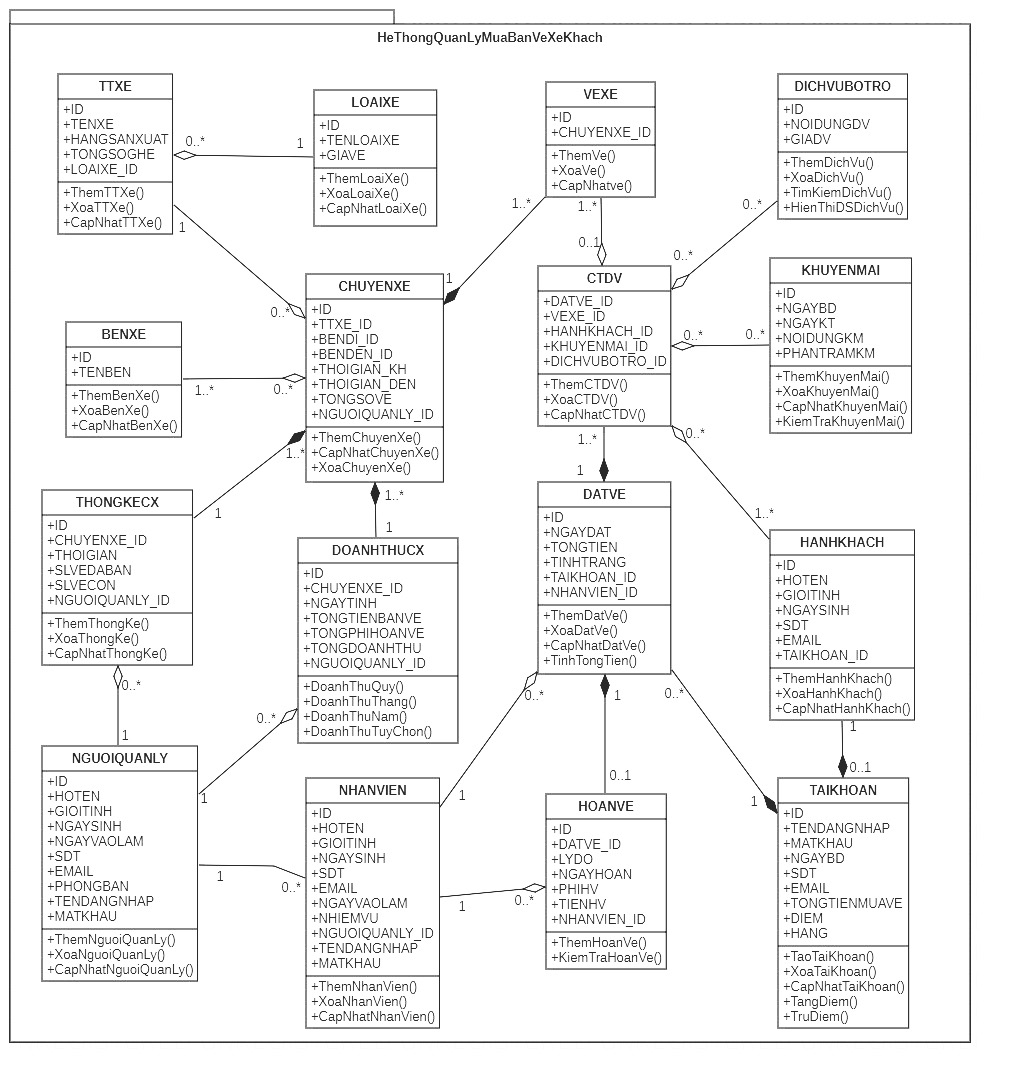 HeThongQuanLyMuaBanVeXeKhach
TTXE
+ID
+TENXE
+HANGSANXUAT
+TONGSOGHE
+LOAIXE_ID
+ThemTTXe()
+XoaTTXe()
+CapNhatTTXe()
0..*
1
LOAIXE
+ID
+TENLOAIXE
+GIAVE
+ThemLoaiXe()
+XoaLoaiXe()
+CapNhatLoaiXe()
VEXE
+ID
+CHUYENXE_ID
+ThemVe()
+XoaVe()
+CapNhatve()
DICHVUBOTRO
+ID
+NOIDUNGDV
+GIADV
+ThemDichVu()
+XoaDichVu()
+TimKiemDichVu()
+HienThiDSDichVu()
1
0..*
1..*
1
1..*
0..1
0..*
0..*
CHUYENXE
+ID
+TTXE_ID
+BENDI_ID
+BENDEN_ID
+THOIGIAN_KH
+THOIGIAN_DEN
+TONGSOVE
+NGUOIQUANLY_ID
+ThemChuyenXe()
+CapNhatChuyenXe()
+XoaChuyenXe()
CTDV
+DATVE_ID
+VEXE_ID
+HANHKHACH_ID
+KHUYENMAI_ID
+DICHVUBOTRO_ID
+ThemCTDV()
+XoaCTDV()
+CapNhatCTDV()
0..*
0..*
KHUYENMAI
+ID
+NGAYBD
+NGAYKT
+NOIDUNGKM
+PHANTRAMKM
+ThemKhuyenMai()
+XoaKhuyenMai()
+CapNhatKhuyenMai()
+KiemTraKhuyenMai()
BENXE
+ID
+TENBEN
+ThemBenXe()
+XoaBenXe()
+CapNhatBenXe()
1..*
0..*
1..*
1
1..*
1
1..*
1
0..*
1..*
THONGKECX
+ID
+CHUYENXE_ID
+THOIGIAN
+SLVEDABAN
+SLVECON
+NGUOIQUANLY_ID
+ThemThongKe()
+XoaThongKe()
+CapNhatThongKe()
DOANHTHUCX
+ID
+CHUYENXE_ID
+NGAYTINH
+TONGTIENBANVE
+TONGPHIHOANVE
+TONGDOANHTHU
+NGUOIQUANLY_ID
+DoanhThuQuy()
+DoanhThuThang()
+DoanhThuNam()
+DoanhThuTuyChon()
DATVE
+ID
+NGAYDAT
+TONGTIEN
+TINHTRANG
+TAIKHOAN_ID
+NHANVIEN_ID
+ThemDatVe()
+XoaDatVe()
+CapNhatDatVe()
+TinhTongTien()
HANHKHACH
+ID
+HOTEN
+GIOITINH
+NGAYSINH
+SDT
+EMAIL
+TAIKHOAN_ID
+ThemHanhKhach()
+XoaHanhKhach()
+CapNhatHanhKhach()
0..*
1
0..*
1
0..*
1
1
0..1
0..*
1
1
0..1
NGUOIQUANLY
+ID
+HOTEN
+GIOITINH
+NGAYSINH
+NGAYVAOLAM
+SDT
+EMAIL
+PHONGBAN
+TENDANGNHAP
+MATKHAU
+ThemNguoiQuanLy()
+XoaNguoiQuanLy()
+CapNhatNguoiQuanLy()
1
0..*
NHANVIEN
+ID
+HOTEN
+GIOITINH
+NGAYSINH
+SDT
+EMAIL
+NGAYVAOLAM
+NHIEMVU
+NGUOIQUANLY_ID
+TENDANGNHAP
+MATKHAU
+ThemNhanVien()
+XoaNhanVien()
+CapNhatNhanVien()
1
0..*
HOANVE
+ID
+DATVE_ID
+LYDO
+NGAYHOAN
+PHIHV
+TIENHV
+NHANVIEN_ID
+ThemHoanVe()
+KiemTraHoanVe()
TAIKHOAN
+ID
+TENDANGNHAP
+MATKHAU
+NGAYBD
+SDT
+EMAIL
+TONGTIENMUAVE
+DIEM
+HANG
+TaoTaiKhoan()
+XoaTaiKhoan()
+CapNhatTaiKhoan()
+TangDiem()
+TruDiem()